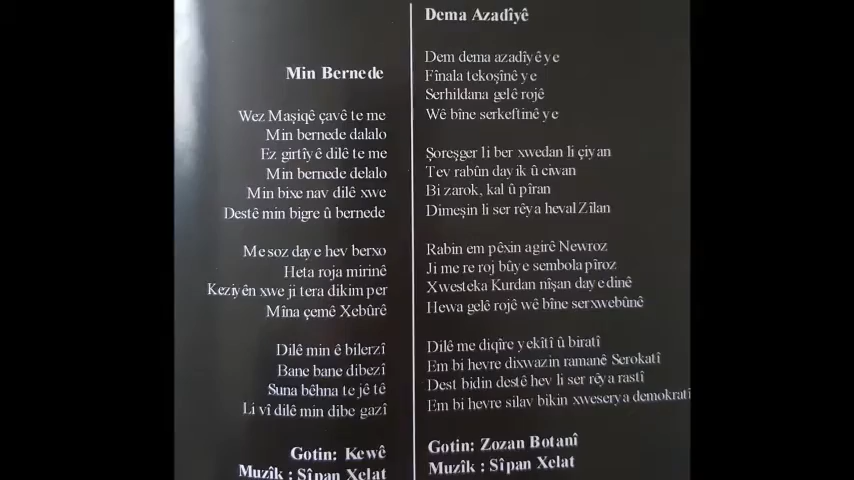 Min Bernede
Wez Maşiqê çavê te me
Min bernede dalalo
Ez girtîyê dilê te me
Min bernede delalo
Min bixe nav dilê xwe
Destê min bigre û bernede
Me soz daye hev berxo
Heta roja mirinê
Keziyên xwe ji tera dikim per
Mîna çemê Xebûrê
Dilê min ê bilerzî
Bane bane dibezî
Suna bêhna te jê tê
Li vî dilê min dibe gazî
Gotin: Kewê
Muzîk : Sîpan Xelat
Dema Azadîyê
Dem dema azadîyê ye
Fînala tekoşînê ye
Serhildana gelê rojê
Wê bîne serkeftinê ye
Şoreşger li ber xwedan li çiyan
Tev rabûn dayik û ciwan
Bi zarok, kal û pîran
Dimeşin li ser rêya heval Zîlan
Rabin em pêxin agirê Newroz
Ji me re roj bûye sembola pîroz
Xwesteka Kurdan nîşan daye dinê
Hewa gelê rojê wê bîne serxwebûnê
Dilê me diqîre yekîtî û biratî
Em bi hevre dixwazin ramanê Serokatî
Dest bidin destê hev li ser rêya rastî
Em bi hevre silav bikin xweserya demokratî
Gotin: Zozan Botanî
Muzîk : Sîpan Xelat